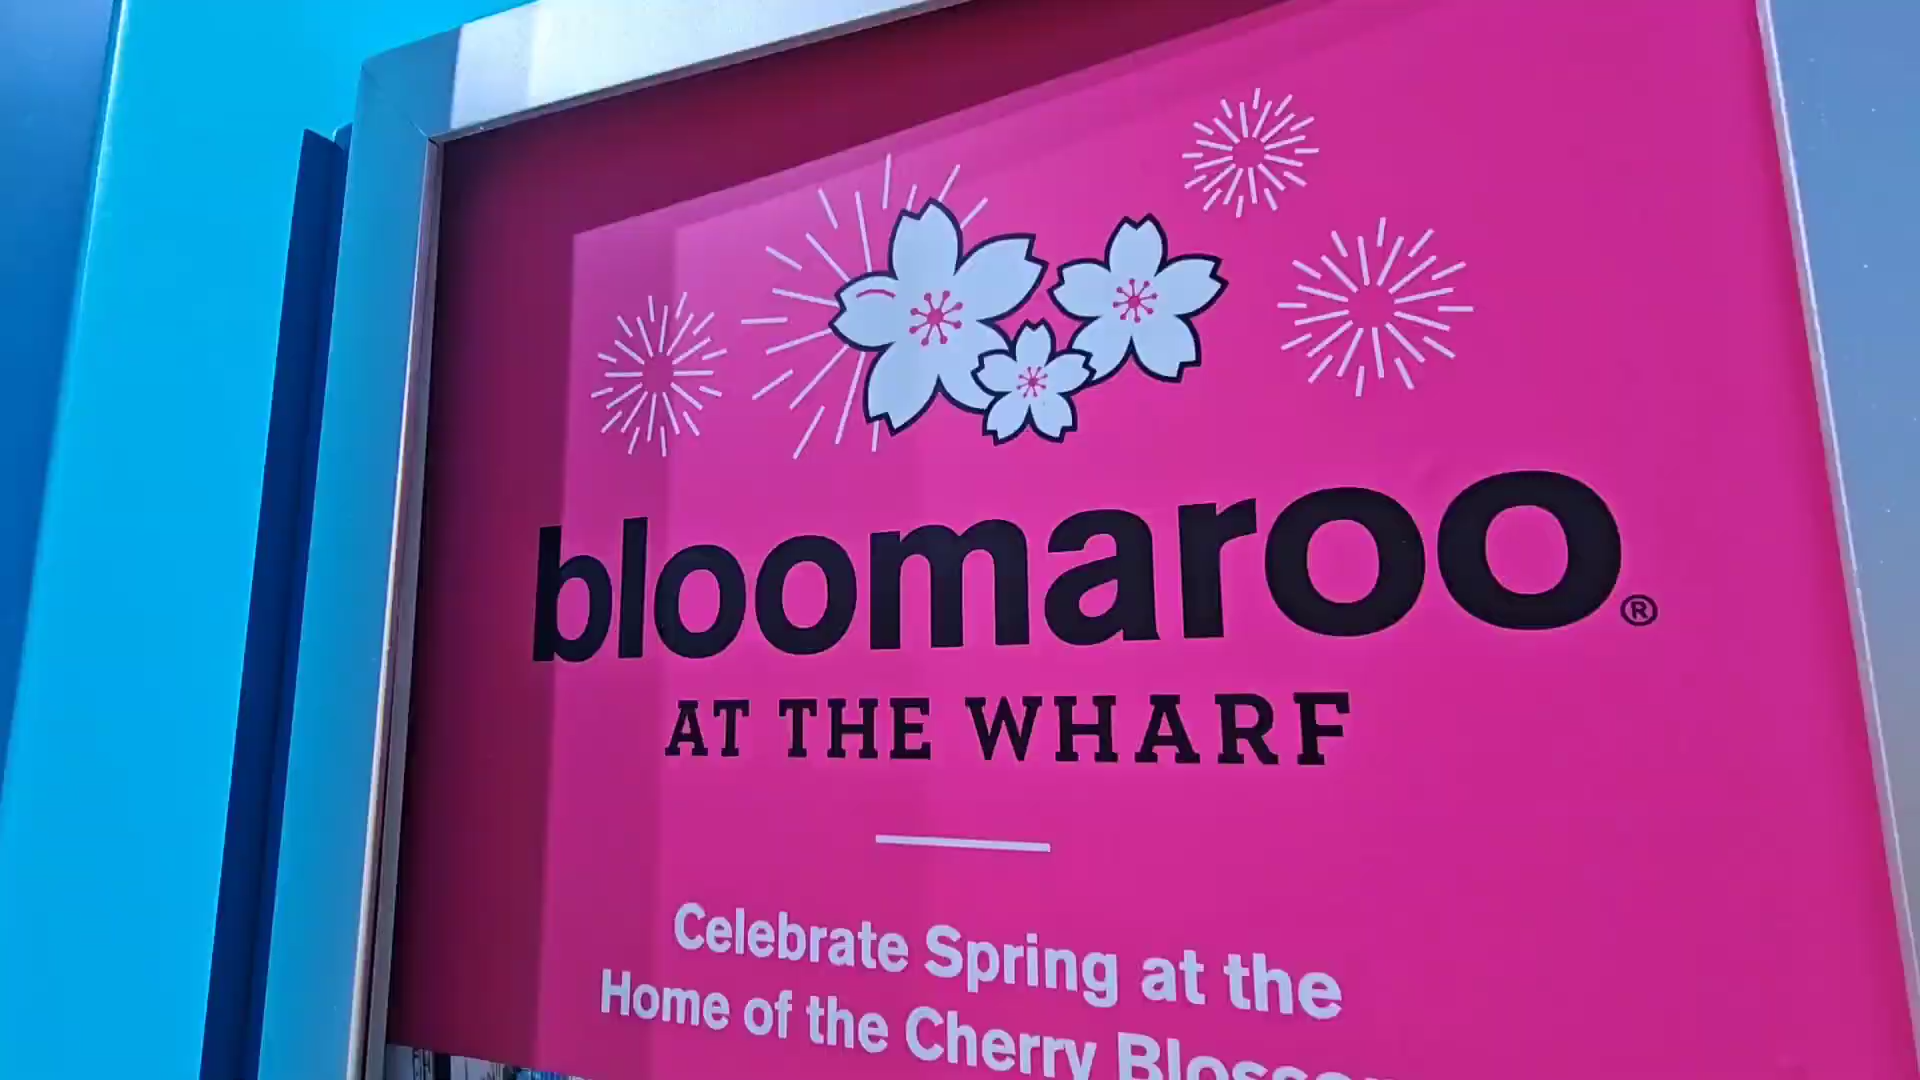 bloomaroo®
AT THE WHARF
Celebrate Spring at the
Home of the Cherry